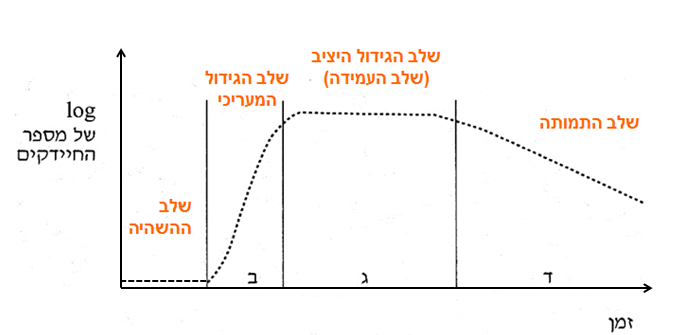 שלב הגידול היציב
(שלב העמידה)
שלב הגידול
המעריכי
שלב התמותה
log
של מספר
החיידקים
שלב
ההשהיה
ב
ג
ד
זמן